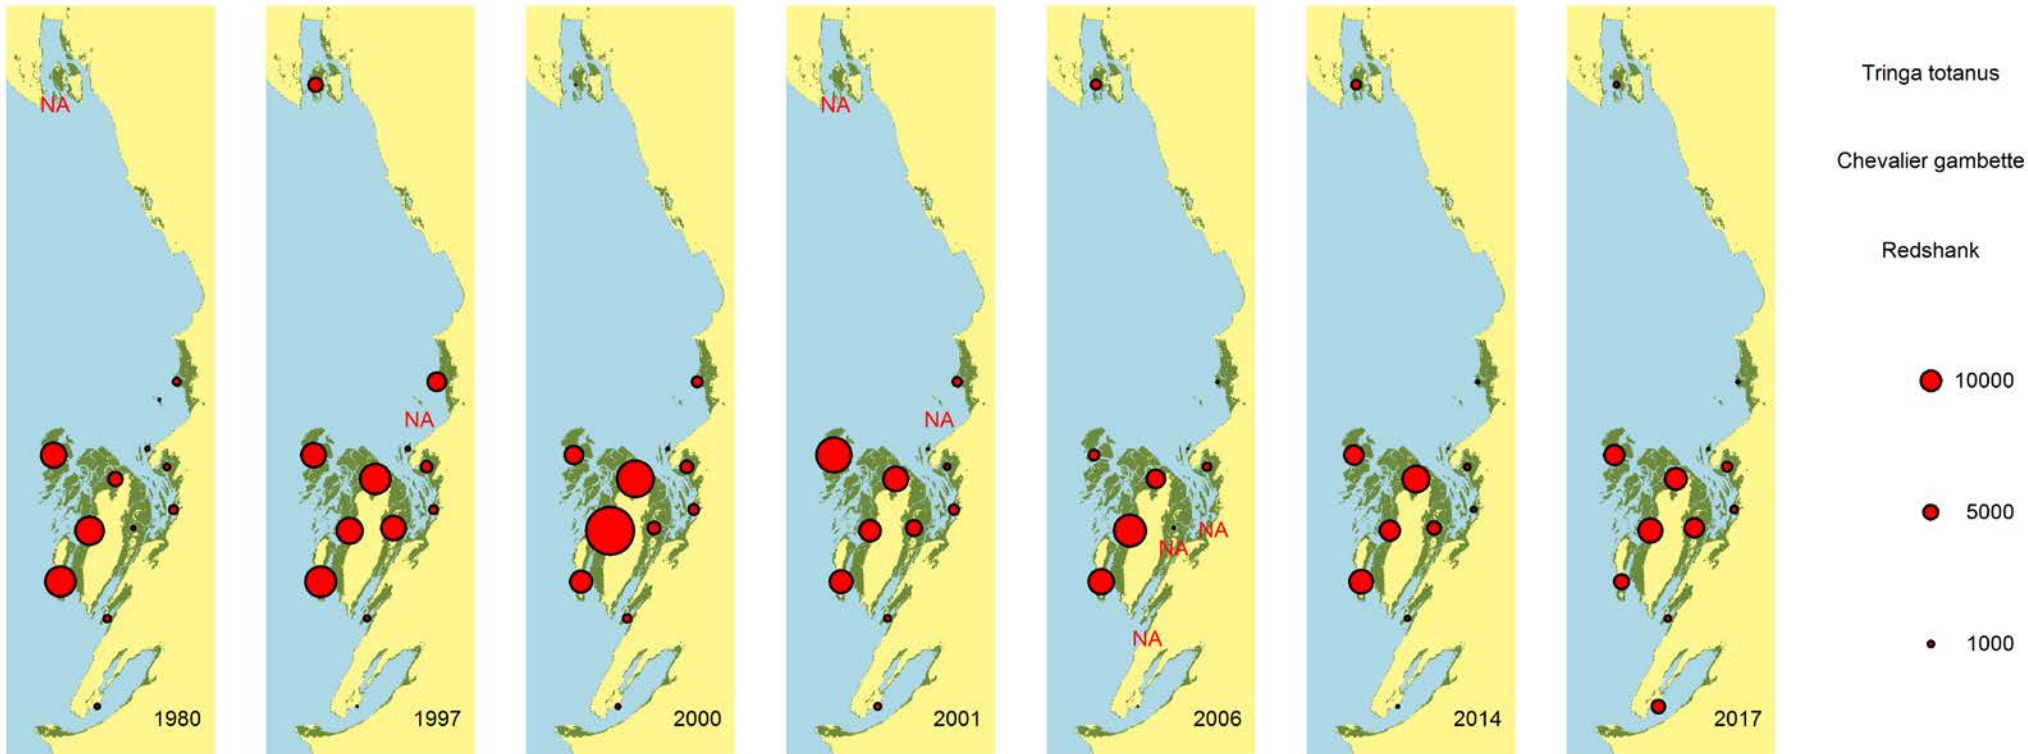 NA
1980
1997
NA
2000
NA
NA
2001
NA
NA
NA
2006
2014
2017
Tringa totanus
Chevalier gambette
Redshank
10000
5000
1000